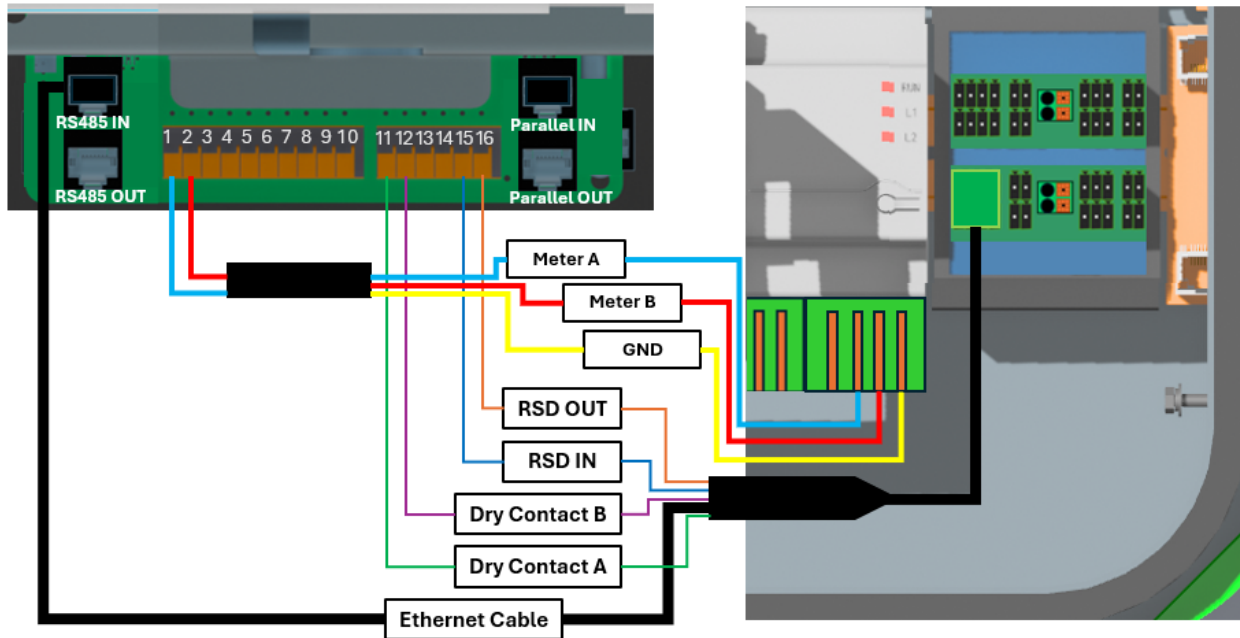 RS485 IN
RS485 OUT
1 2 3 4 5 6 7 8 9 10
11 12 13 14 15 16
Parallel IN
Parallel OUT
RUN
L1
L2
Meter A
Meter B
GND
RSD OUT
RSD IN
Dry Contact B
Dry Contact A
Ethernet Cable